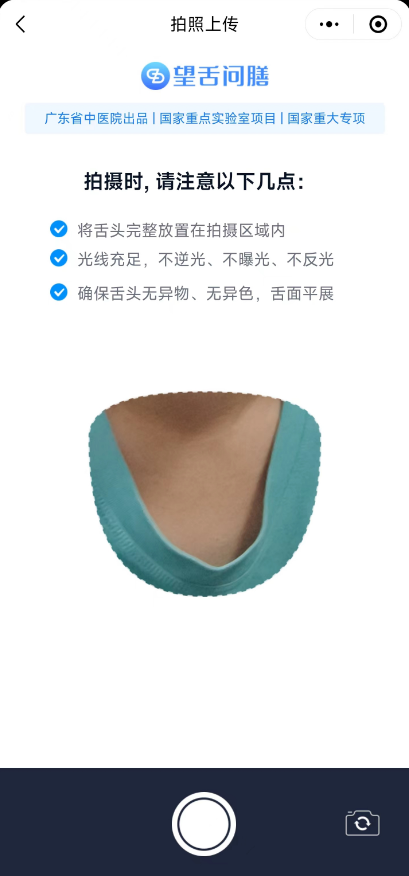 拍照上传
望舌问膳
广东省中医院出品 | 国家重点实验室项目 | 国家重大专项
拍摄时, 请注意以下几点：
将舌头完整放置在拍摄区域内
光线充足，不逆光、不曝光、不反光
确保舌头无异物、无异色，舌面平展